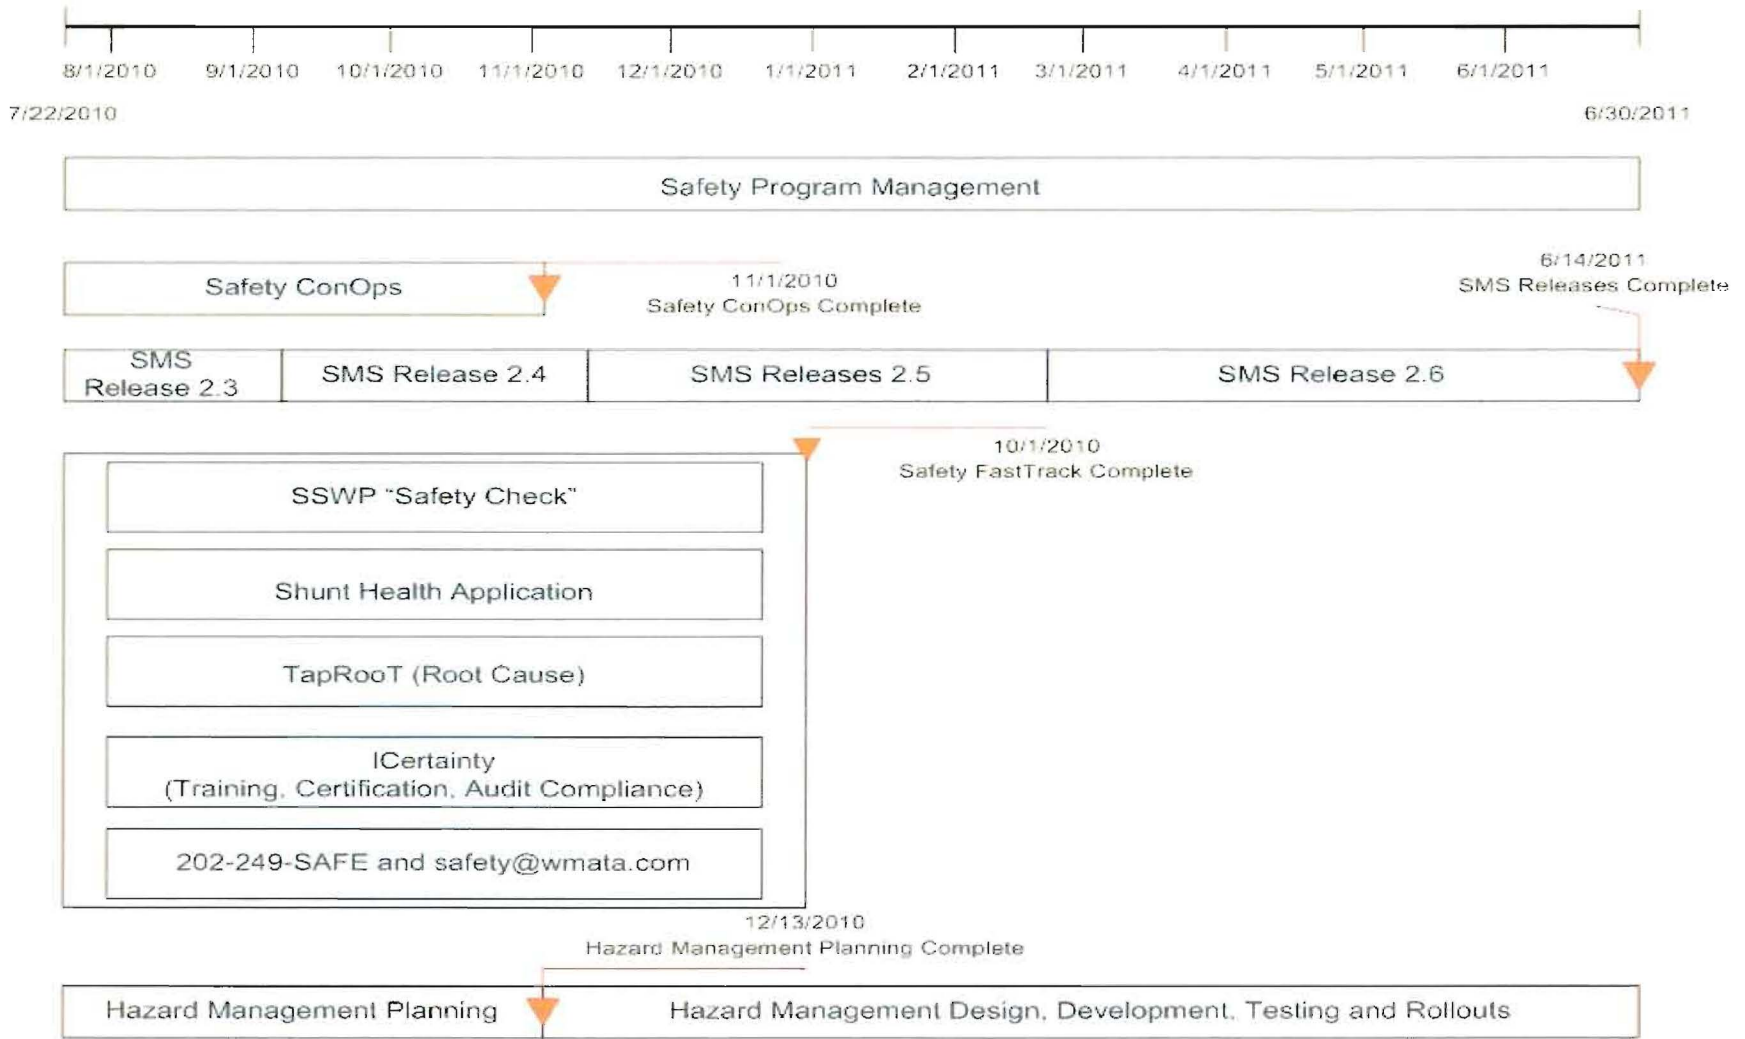 8/1/2010 9/1/2010 10/1/2010 11/1/2010 12/1/2010 1/1/2011 2/1/2011 3/1/2011 4/1/2011 5/1/2011 6/1/2011
7/22/2010 6/30/2011
Safety Program Management
Safety ConOps
11/1/2010
Safety ConOps Complete
6/14/2011
SMS Releases Complete
SMS
Release 2.3
SMS Release 2.4
SMS Releases 2.5
SMS Release 2.6
10/1/2010
Safety FastTrack Complete
SSWP "Safety Check"
Shunt Health Application
TapRooT (Root Cause)
ICertainty
(Training, Certification, Audit Compliance)
202-249-SAFE and safety@wmata.com
12/13/2010
Hazard Management Planning Complete
Hazard Management Planning
Hazard Management Design, Development, Testing and Rollouts